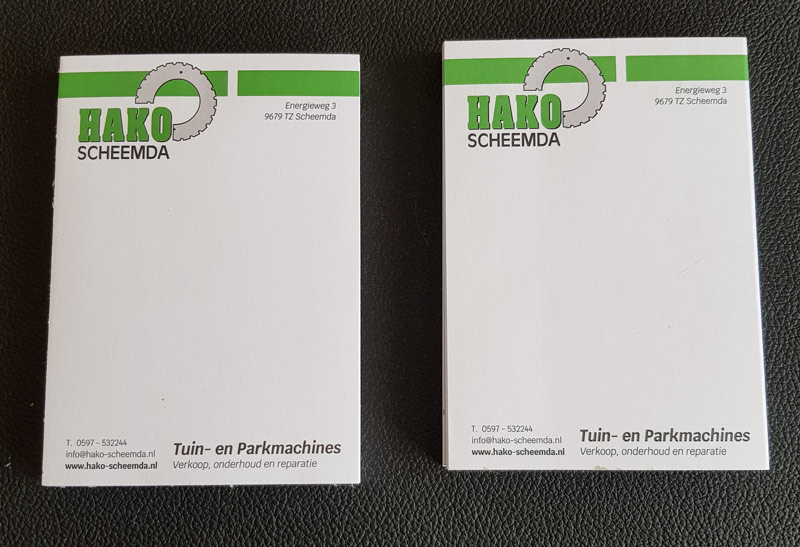 HAKO
SCHEEMDA
Energieweg 3
9679 TZ Scheemda
T. 0597 - 532244
info@hako-scheemda.nl
www.hako-scheemda.nl
Tuin- en Parkmachines
Verkoop, onderhoud en reparatie
HAKO
SCHEEMDA
Energieweg 3
9679 TZ Scheemda
T. 0597 - 532244
info@hako-scheemda.nl
www.hako-scheemda.nl
Tuin- en Parkmachines
Verkoop, onderhoud en reparatie